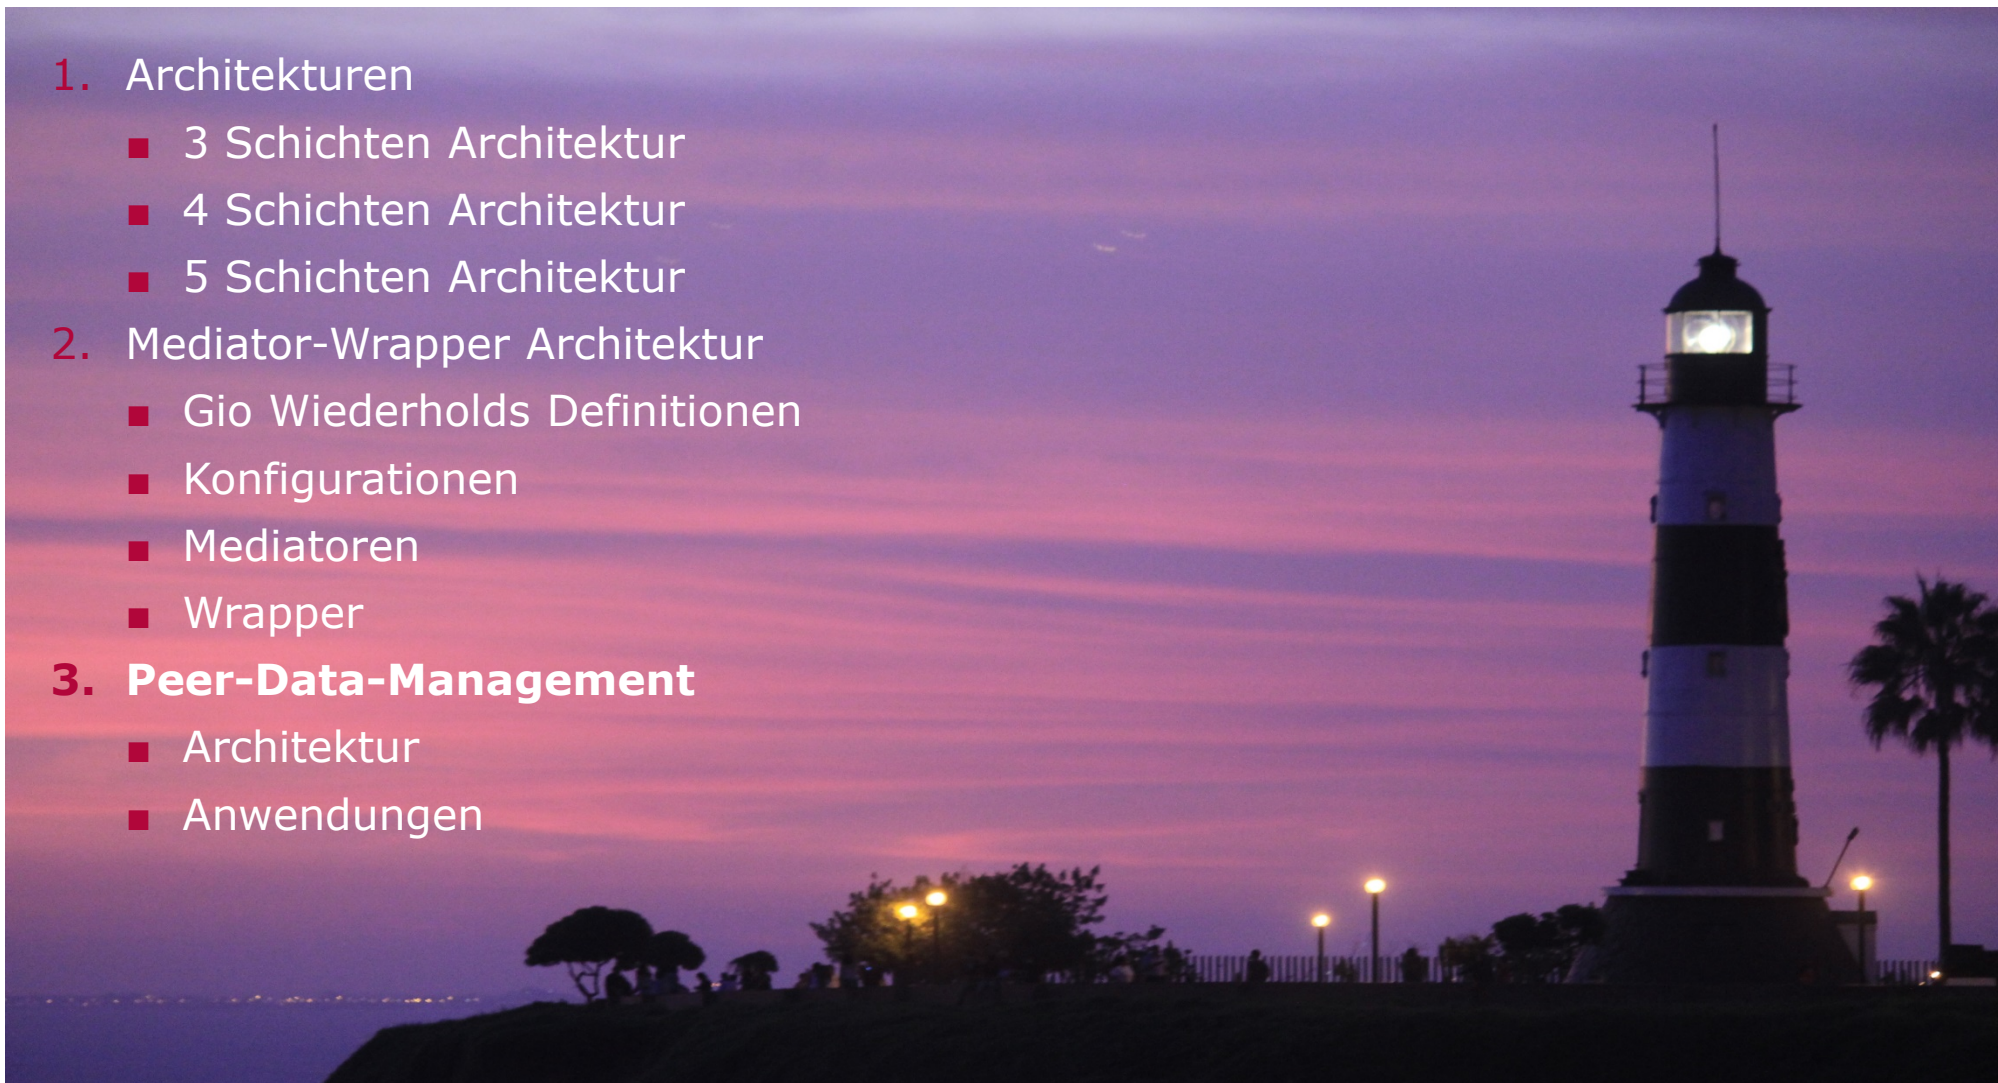 1. Architekturen
■ 3 Schichten Architektur
■ 4 Schichten Architektur
■ 5 Schichten Architektur
2. Mediator-Wrapper Architektur
■ Gio Wiederholds Definitionen
■ Konfigurationen
■ Mediatoren
■ Wrapper
3. Peer-Data-Management
■ Architektur
■ Anwendungen